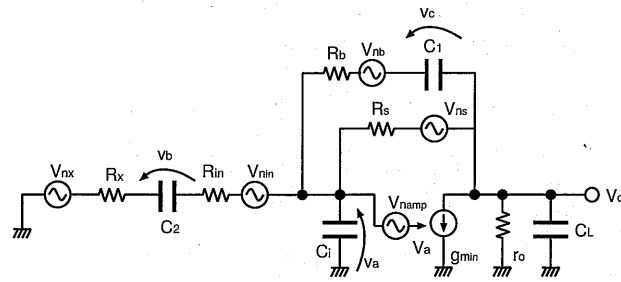 Vc
Rb
Vnb
C1
Rs
Vns
Vnx
Rx
Vb
Rin
Vnin
C2
Vnamp
Vo
Ci
Va
Va
gmin
ro
CL